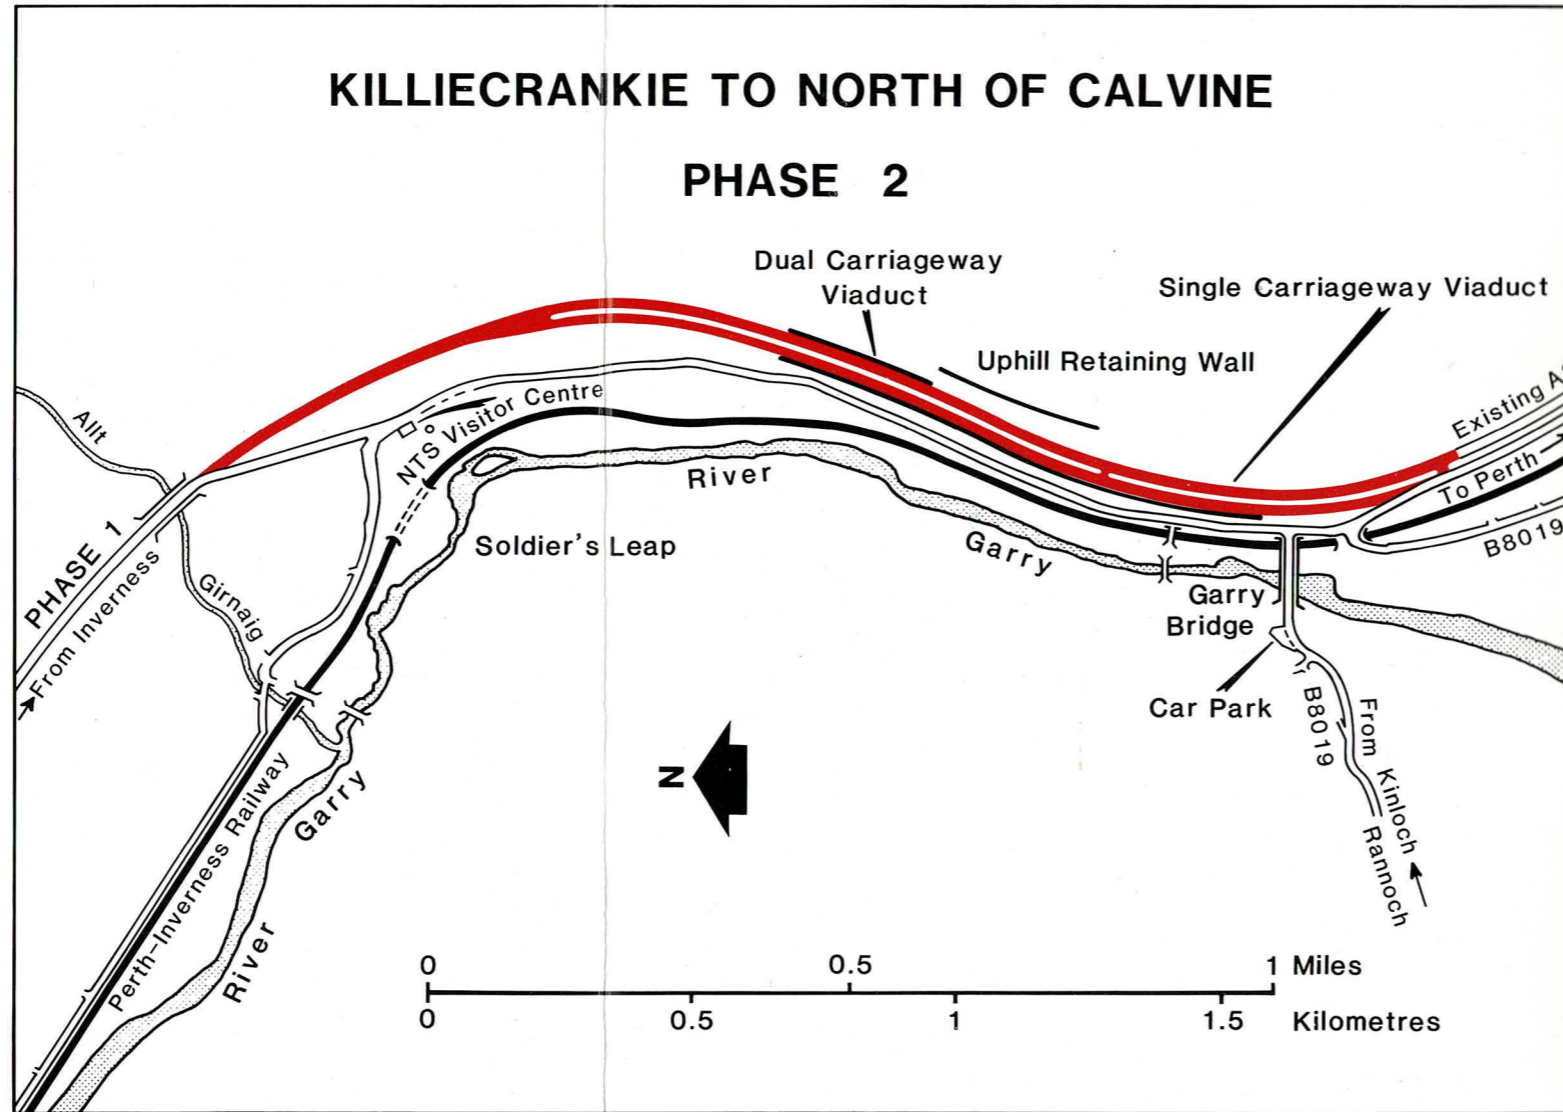 KILLIECRANKIE TO NORTH OF CALVINE
PHASE 2
Dual Carriageway
Viaduct
Single Carriageway Viaduct
Uphill Retaining Wall
Existing
To Perth
B8019
Allt
NTS Visitor Centre
River
Garry
Soldier's Leap
PHASE 1
From Inverness
Girnaig
Garry
Bridge
Car Park
B8019
From Kinloch
Rannoch
N
Perth-Inverness Railway
Garry
River
0 0.5 1 Miles
0 0.5 1 1.5 Kilometres